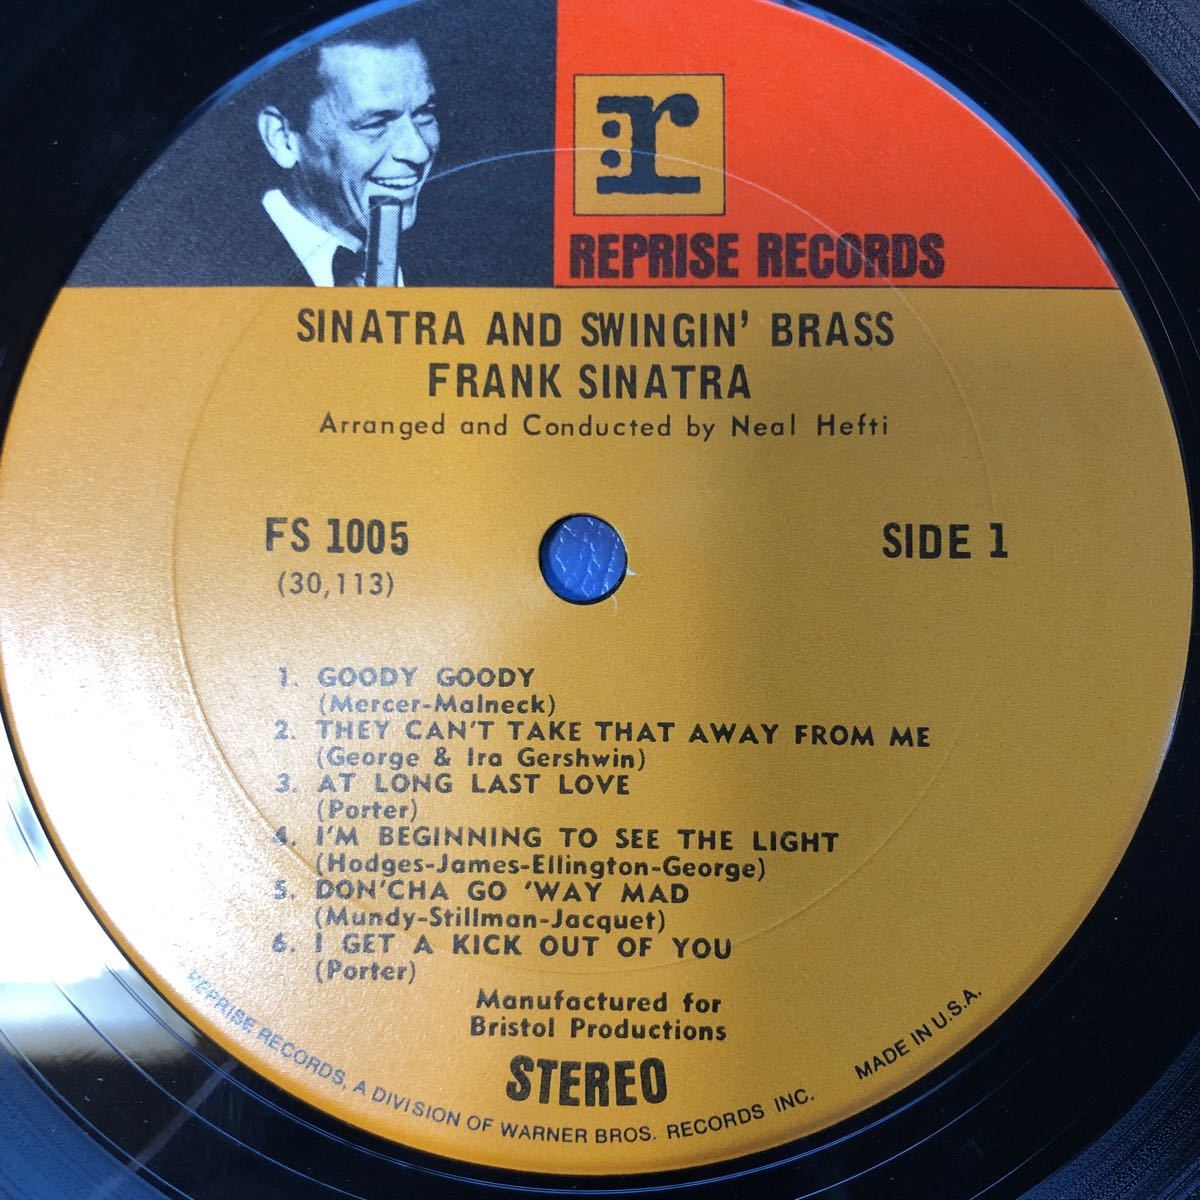 r
REPRISE RECORDS
SINATRA AND SWINGIN' BRASS
FRANK SINATRA
Arranged and Conducted by Neal Hefti
FS 1005
(30,113)
SIDE 1
1. GOODY GOODY
(Mercer-Malneck)
2. THEY CAN'T TAKE THAT AWAY FROM ME
(George & Ira Gershwin)
3. AT LONG LAST LOVE
(Porter)
4. I'M BEGINNING TO SEE THE LIGHT
(Hodges-James-Ellington-George)
5. DON'CHA GO 'WAY MAD
(Mundy-Stillman-Jacquet)
6. I GET A KICK OUT OF YOU
(Porter)
Manufactured for
Bristol Productions
STEREO
REPRISE RECORDS, A DIVISION OF WARNER BROS. RECORDS INC.
MADE IN U.S.A.